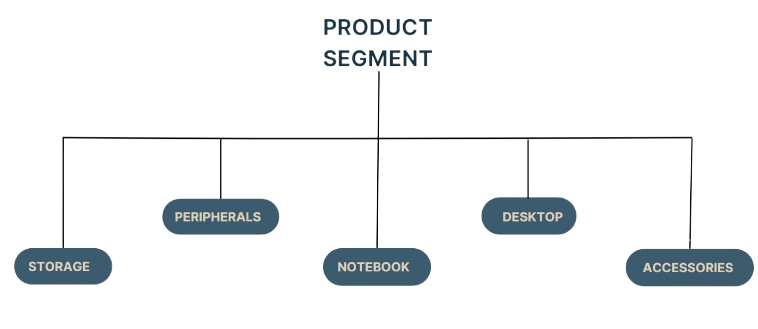 PRODUCT
SEGMENT
PERIPHERALS
DESKTOP
STORAGE
NOTEBOOK
ACCESSORIES